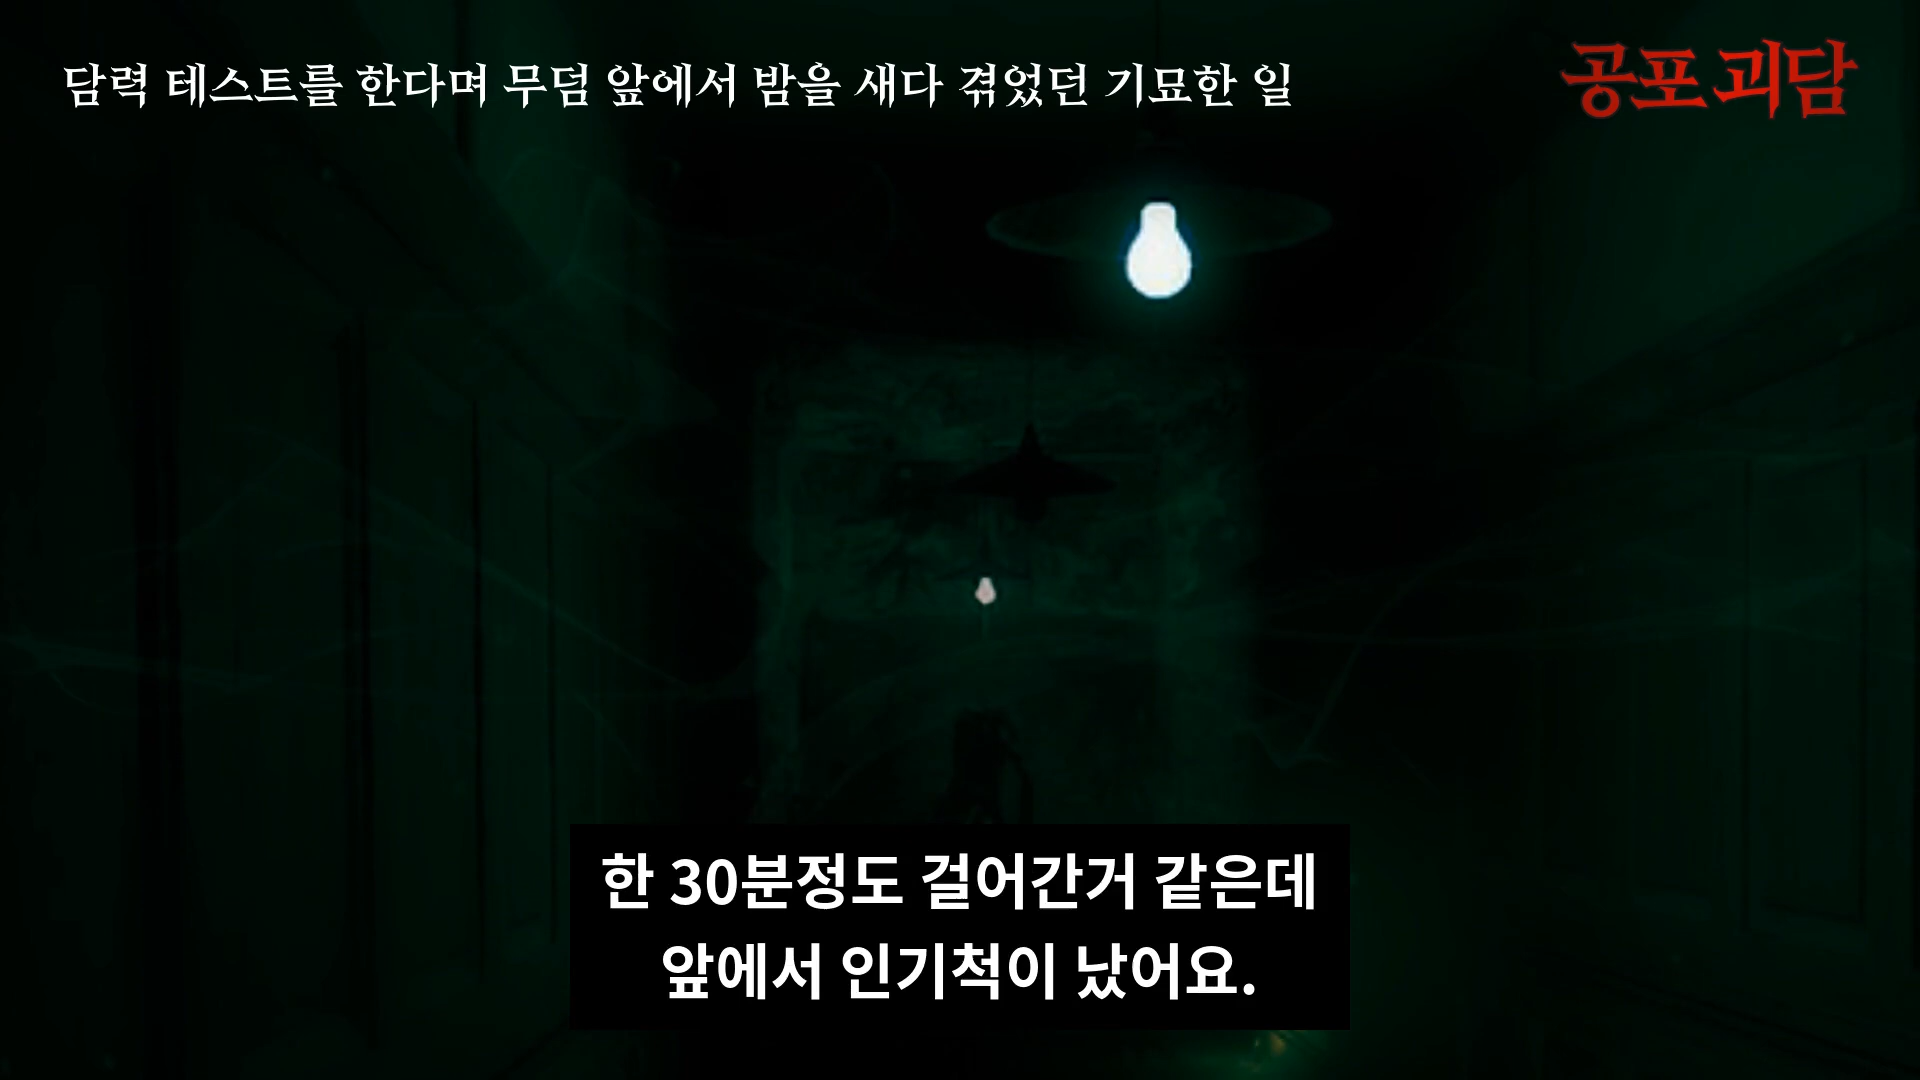 담력 테스트를 한다며 무덤 앞에서 밤을 새다 겪었던 기묘한 일
공포 괴담
한 30분정도 걸어간거 같은데
앞에서 인기척이 났어요.